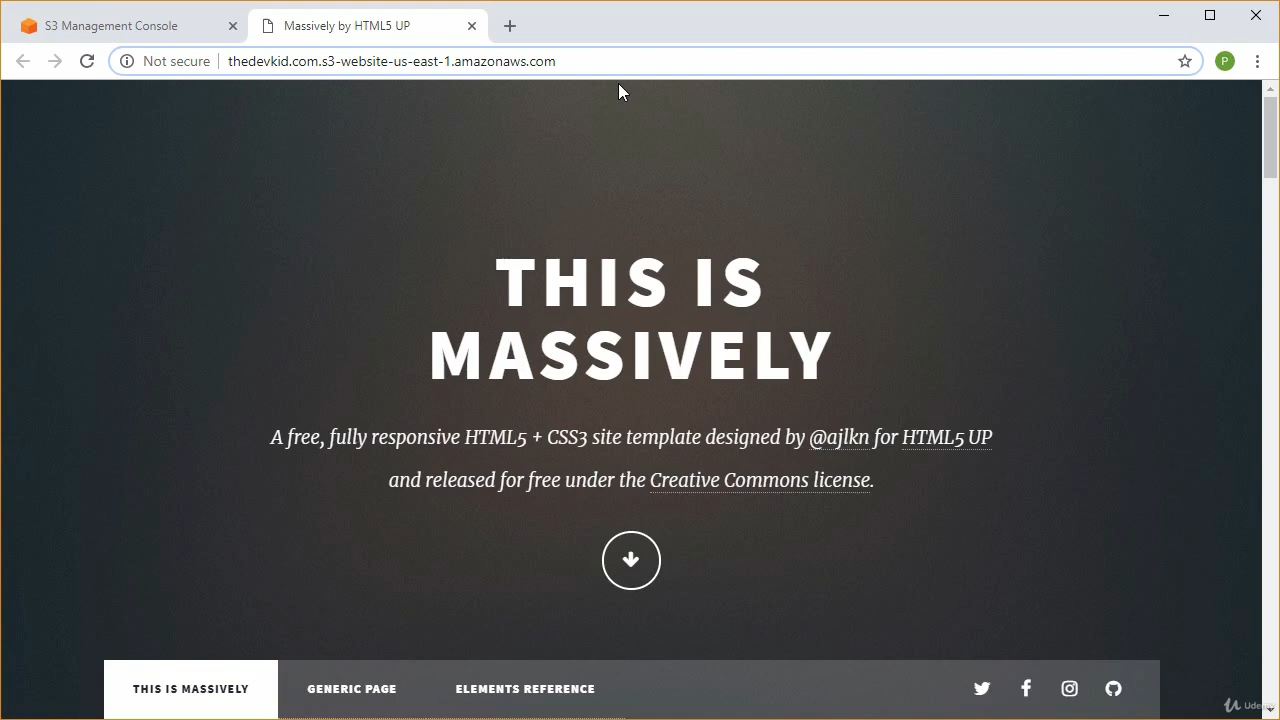 S3 Management Console
Massively by HTML5 UP
Not secure
thedevkid.com.s3-website-us-east-1.amazonaws.com
P
THIS IS
MASSIVELY
A free, fully responsive HTML5 + CSS3 site template designed by @ajlkn for HTML5 UP
and released for free under the Creative Commons license.
THIS IS MASSIVELY
GENERIC PAGE
ELEMENTS REFERENCE